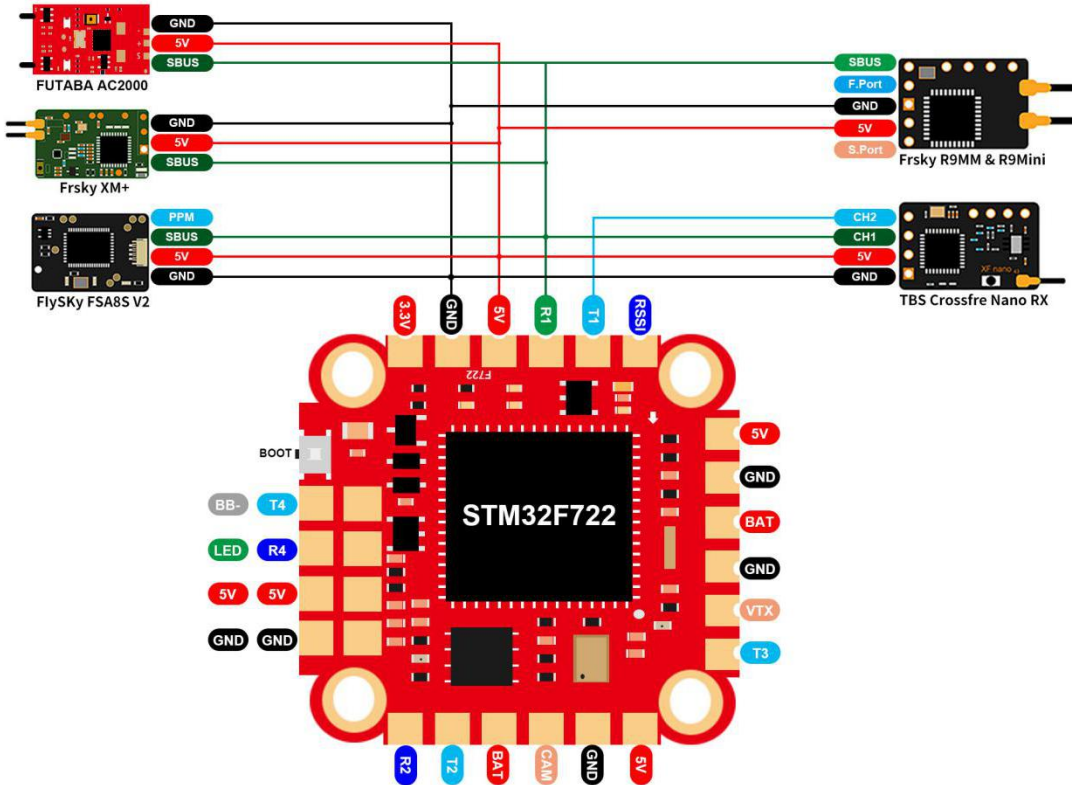 GND
5V
SBUS
FUTABA AC2000
GND
5V
SBUS
Frsky XM+
PPM
SBUS
5V
GND
FlySKy FSA8S V2
SBUS
F.Port
GND
5V
S.Port
Frsky R9MM & R9Mini
CH2
CH1
5V
GND
XF nano
TBS Crossfre Nano RX
3.3V
GND
5V
R1
T1
RSSI
F722
BOOT
BB- T4
LED R4
5V 5V
GND GND
STM32F722
5V
GND
BAT
GND
VTX
T3
R2
T2
BAT
CAM
GND
5V